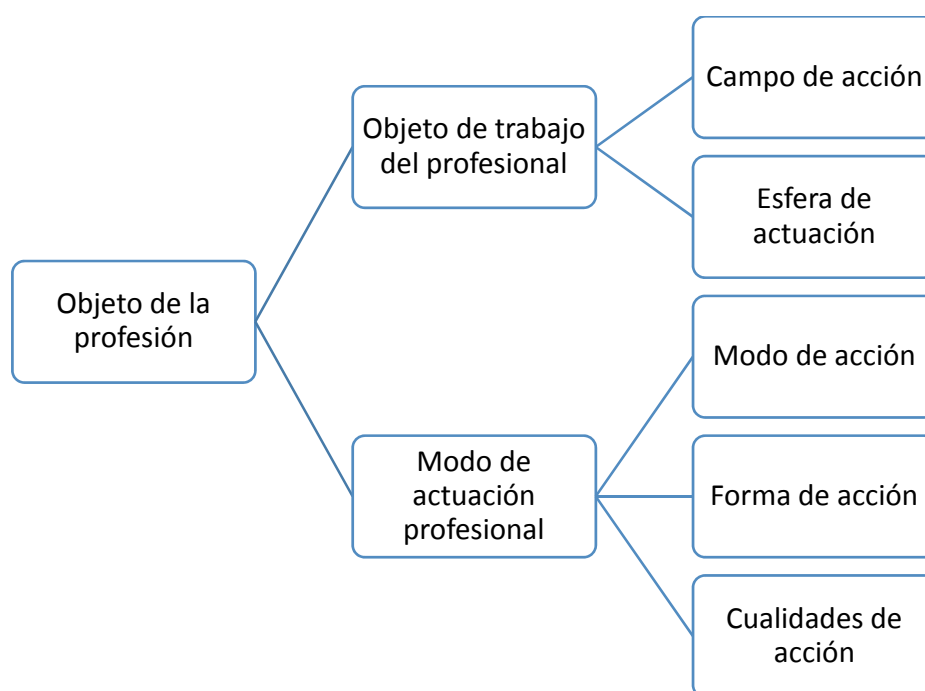 Objeto de la
profesión
Objeto de trabajo
del profesional
Campo de acción
Esfera de
actuación
Modo de
actuación
profesional
Modo de acción
Forma de acción
Cualidades de
acción